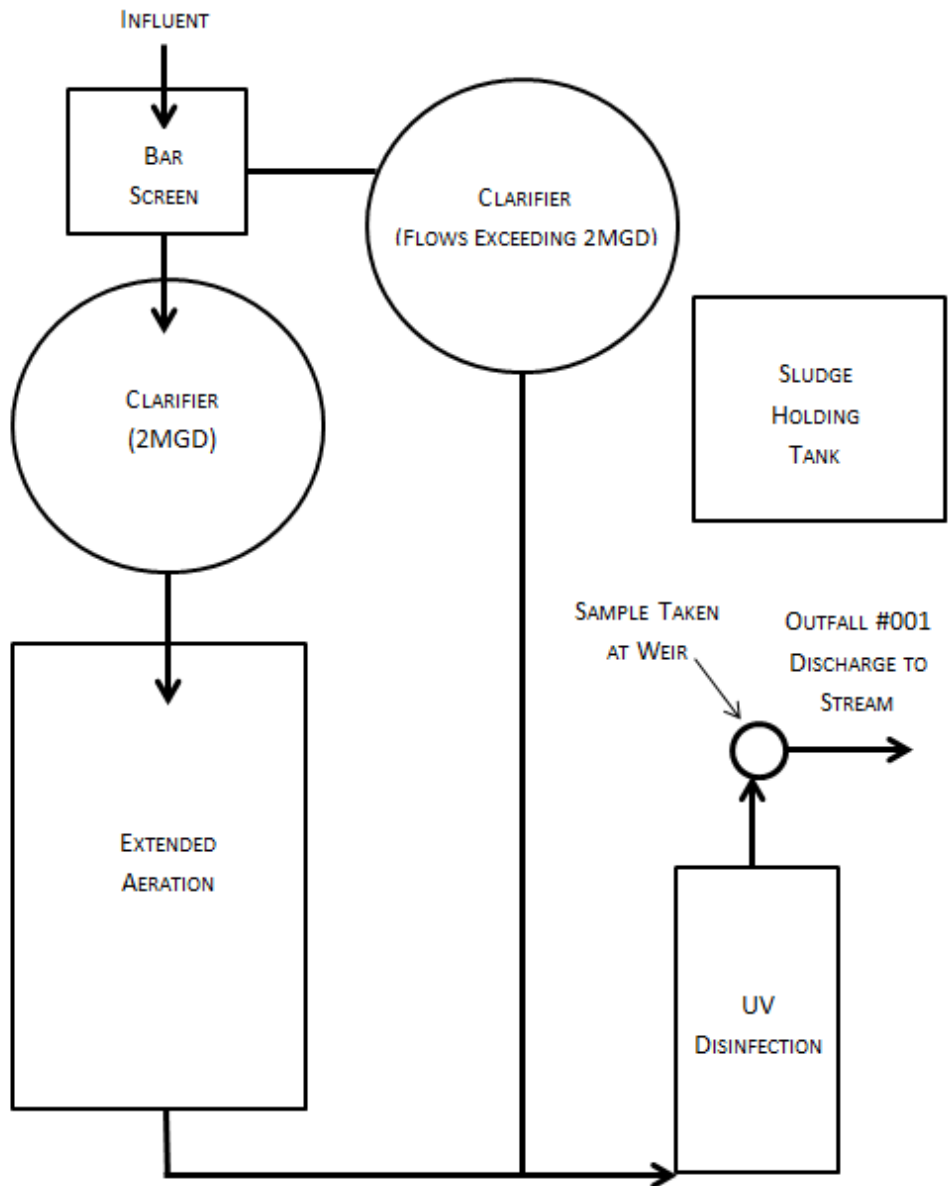 INFLUENT
BAR
SCREEN
CLARIFIER
(FLOWS EXCEEDING 2MGD)
CLARIFIER
(2MGD)
SLUDGE
HOLDING
TANK
SAMPLE TAKEN
AT WEIR
OUTFALL #001
DISCHARGE TO
STREAM
EXTENDED
AERATION
UV
DISINFECTION